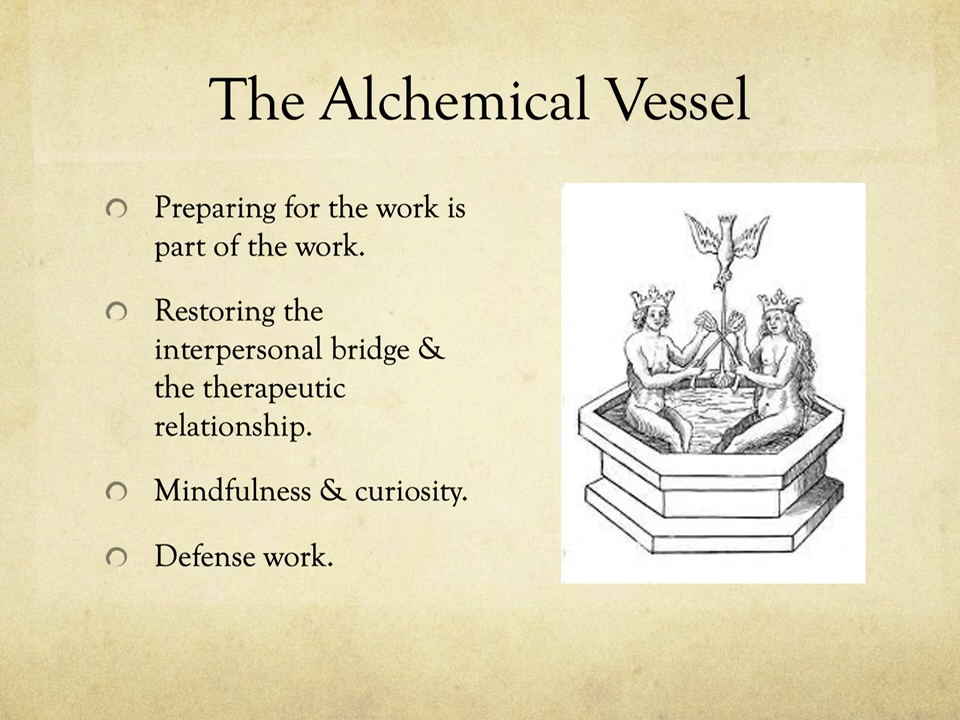 The Alchemical Vessel
Preparing for the work is
part of the work.
Restoring the
interpersonal bridge &
the therapeutic
relationship.
Mindfulness & curiosity.
Defense work.